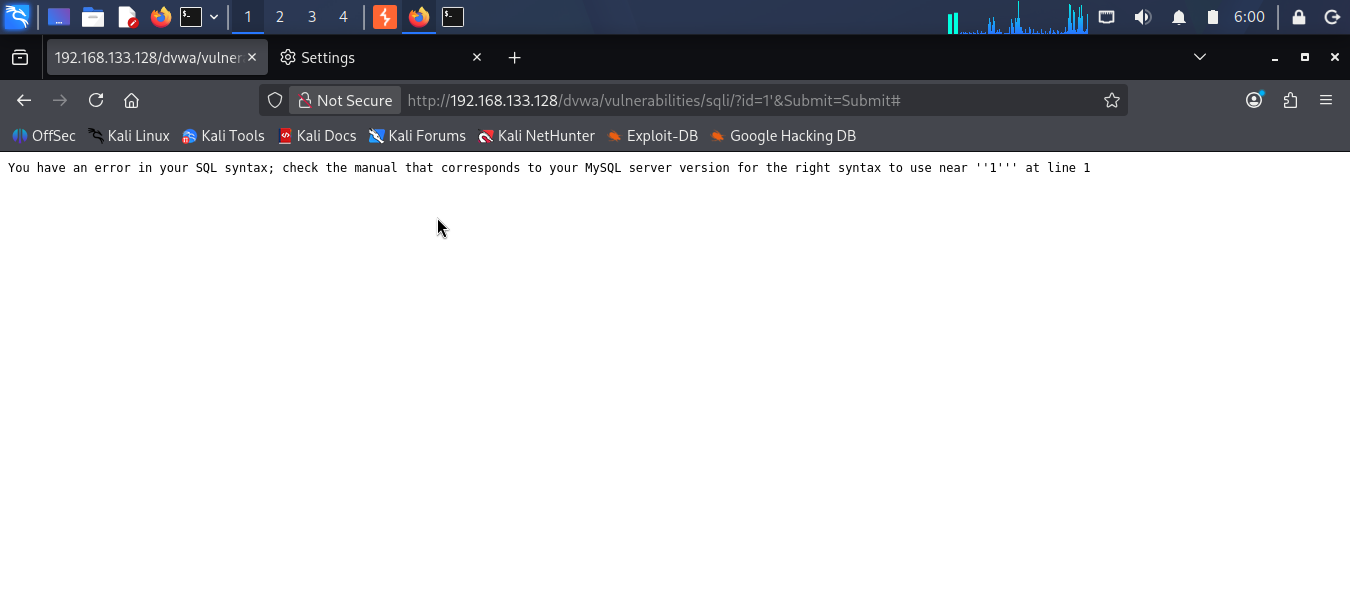 1 2 3 4 6:00
192.168.133.128/dvwa/vulner Settings
Not Secure http://192.168.133.128/dvwa/vulnerabilities/sqli/?id=1'&Submit=Submit#
OffSec Kali Linux Kali Tools Kali Docs Kali Forums Kali NetHunter Exploit-DB Google Hacking DB
You have an error in your SQL syntax; check the manual that corresponds to your MySQL server version for the right syntax to use near ''1''' at line 1